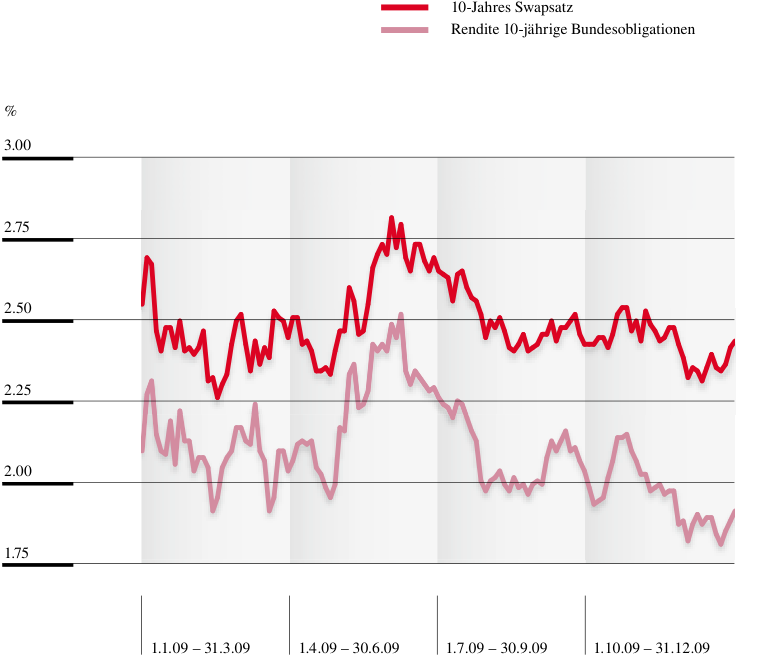 10-Jahres Swapsatz
Rendite 10-jährige Bundesobligationen
%
3.00
2.75
2.50
2.25
2.00
1.75
1.1.09 – 31.3.09
1.4.09 – 30.6.09
1.7.09 – 30.9.09
1.10.09 – 31.12.09